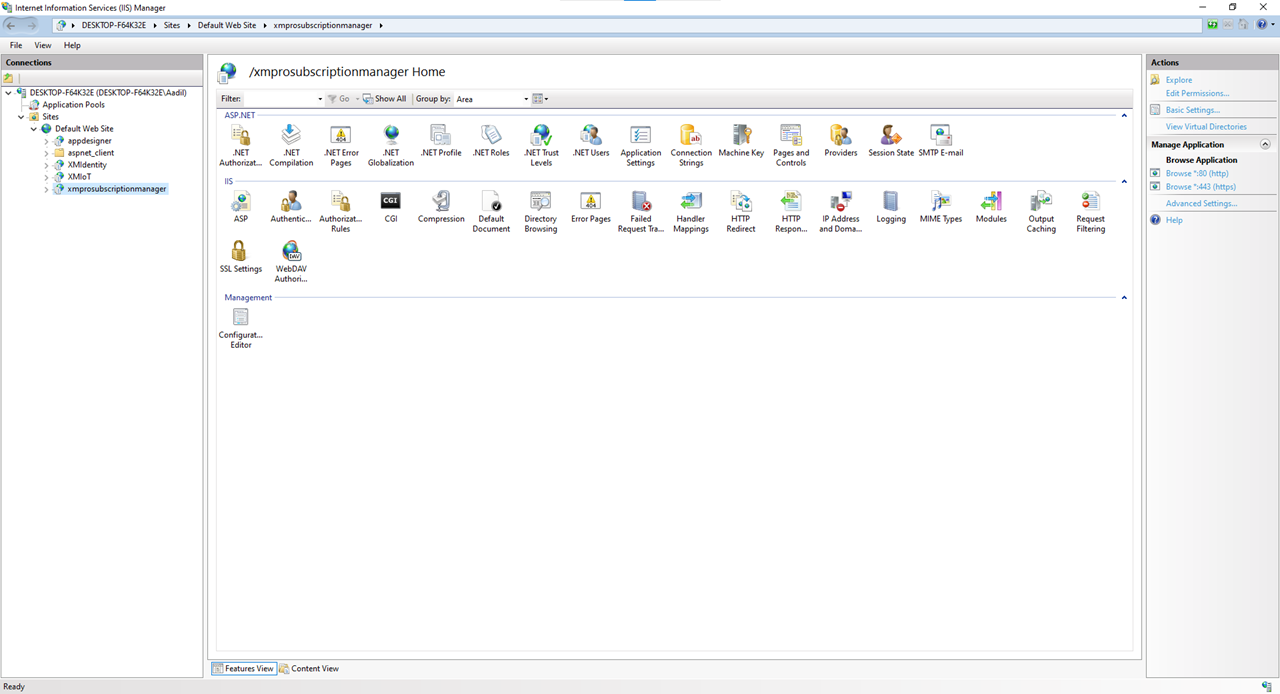 Internet Information Services (IIS) Manager
DESKTOP-F64K32E
Sites
Default Web Site
xmprosubscriptionmanager
File
View
Help
Connections
DESKTOP-F64K32E (DESKTOP-F64K32E\Aadil)
Application Pools
Sites
Default Web Site
appdesigner
aspnet_client
XMIdentity
XMIoT
xmprosubscriptionmanager
/xmprosubscriptionmanager Home
Filter:
Go
Show All
Group by:
Area
ASP.NET
.NET
Authorizat...
.NET
Compilation
.NET Error
Pages
.NET
Globalization
.NET Profile
.NET Roles
.NET Trust
Levels
.NET Users
Application
Settings
Connection
Strings
Machine Key
Pages and
Controls
Providers
Session State
SMTP E-mail
IIS
ASP
Authentic...
Authorizat...
Rules
CGI
CGI
Compression
Default
Document
Directory
Browsing
404
Error Pages
Failed
Request Tra...
Handler
Mappings
HTTP
Redirect
HTTP
Respon...
IP Address
and Doma...
Logging
MIME Types
Modules
Output
Caching
Request
Filtering
SSL Settings
DAV
WebDAV
Authori...
Management
Configurat...
Editor
Features View
Content View
Actions
Explore
Edit Permissions...
Basic Settings...
View Virtual Directories
Manage Application
Browse Application
Browse *:80 (http)
Browse *:443 (https)
Advanced Settings...
Help
Ready